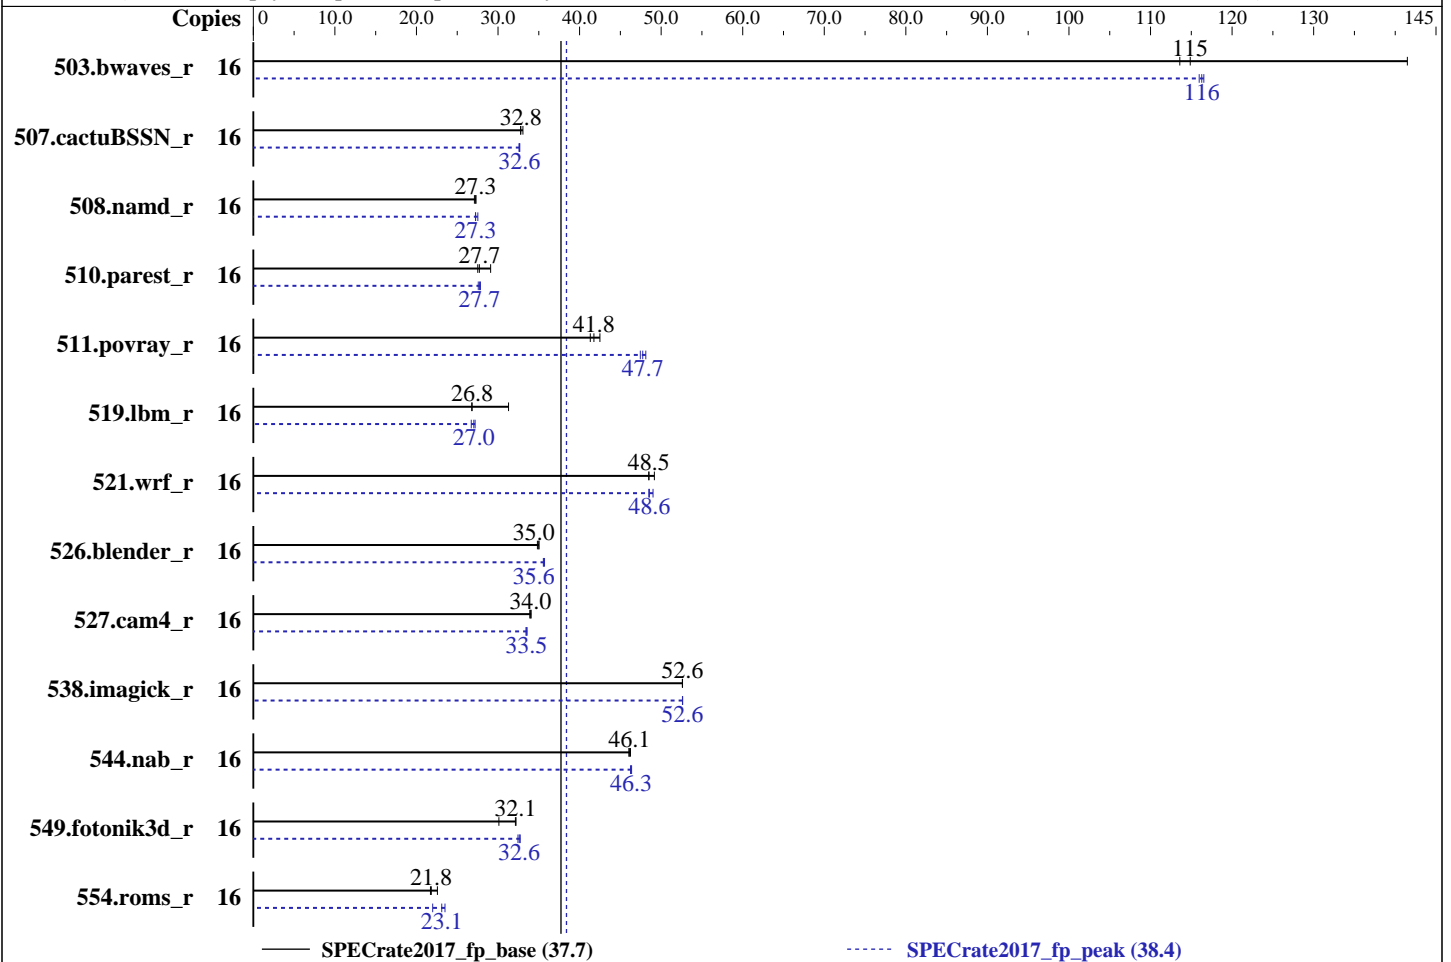 Copies 0 10.0 20.0 30.0 40.0 50.0 60.0 70.0 80.0 90.0 100 110 120 130 145
503.bwaves_r 16 115
116
507.cactuBSSN_r 16 32.8
32.6
508.namd_r 16 27.3
27.3
510.parest_r 16 27.7
27.7
511.povray_r 16 41.8
47.7
519.lbm_r 16 26.8
27.0
521.wrf_r 16 48.5
48.6
526.blender_r 16 35.0
35.6
527.cam4_r 16 34.0
33.5
538.imagick_r 16 52.6
52.6
544.nab_r 16 46.1
46.3
549.fotonik3d_r 16 32.1
32.6
554.roms_r 16 21.8
23.1
SPECrate2017_fp_base (37.7) SPECrate2017_fp_peak (38.4)